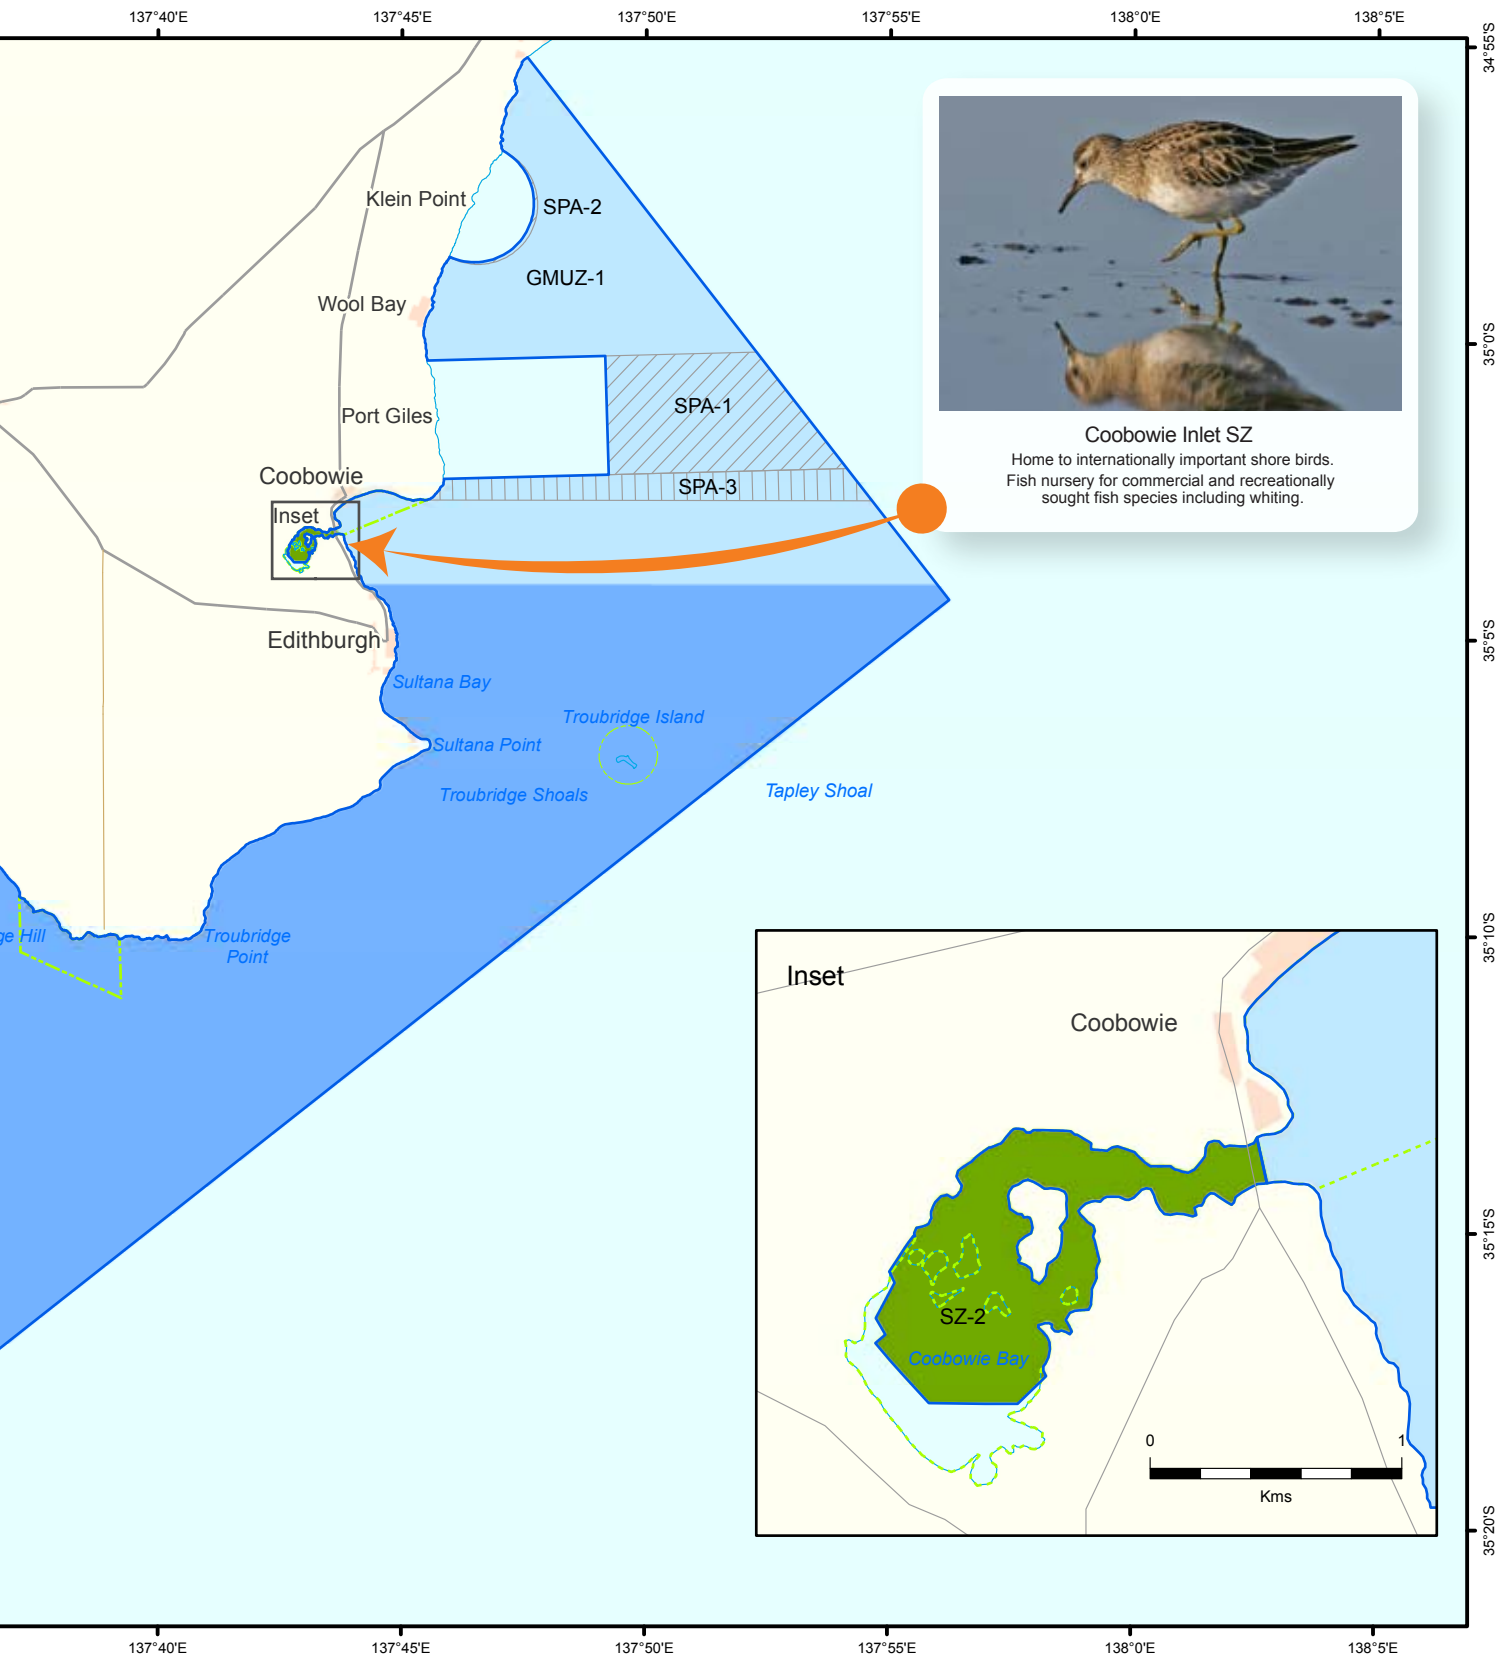 137°40'E
137°45'E
137°50'E
137°55'E
138°0'E
138°5'E
34°55'S
Klein Point
SPA-2
GMUZ-1
Wool Bay
35°0'S
SPA-1
Port Giles
Coobowie Inlet SZ
Home to internationally important shore birds.
Fish nursery for commercial and recreationally
sought fish species including whiting.
Coobowie
SPA-3
Inset
Edithburgh
35°5'S
Sultana Bay
Troubridge Island
Sultana Point
Troubridge Shoals
Tapley Shoal
ge Hill
Troubridge
Point
35°10'S
Inset
Coobowie
35°15'S
SZ-2
Coobowie Bay
0
1
Kms
35°20'S
137°40'E
137°45'E
137°50'E
137°55'E
138°0'E
138°5'E